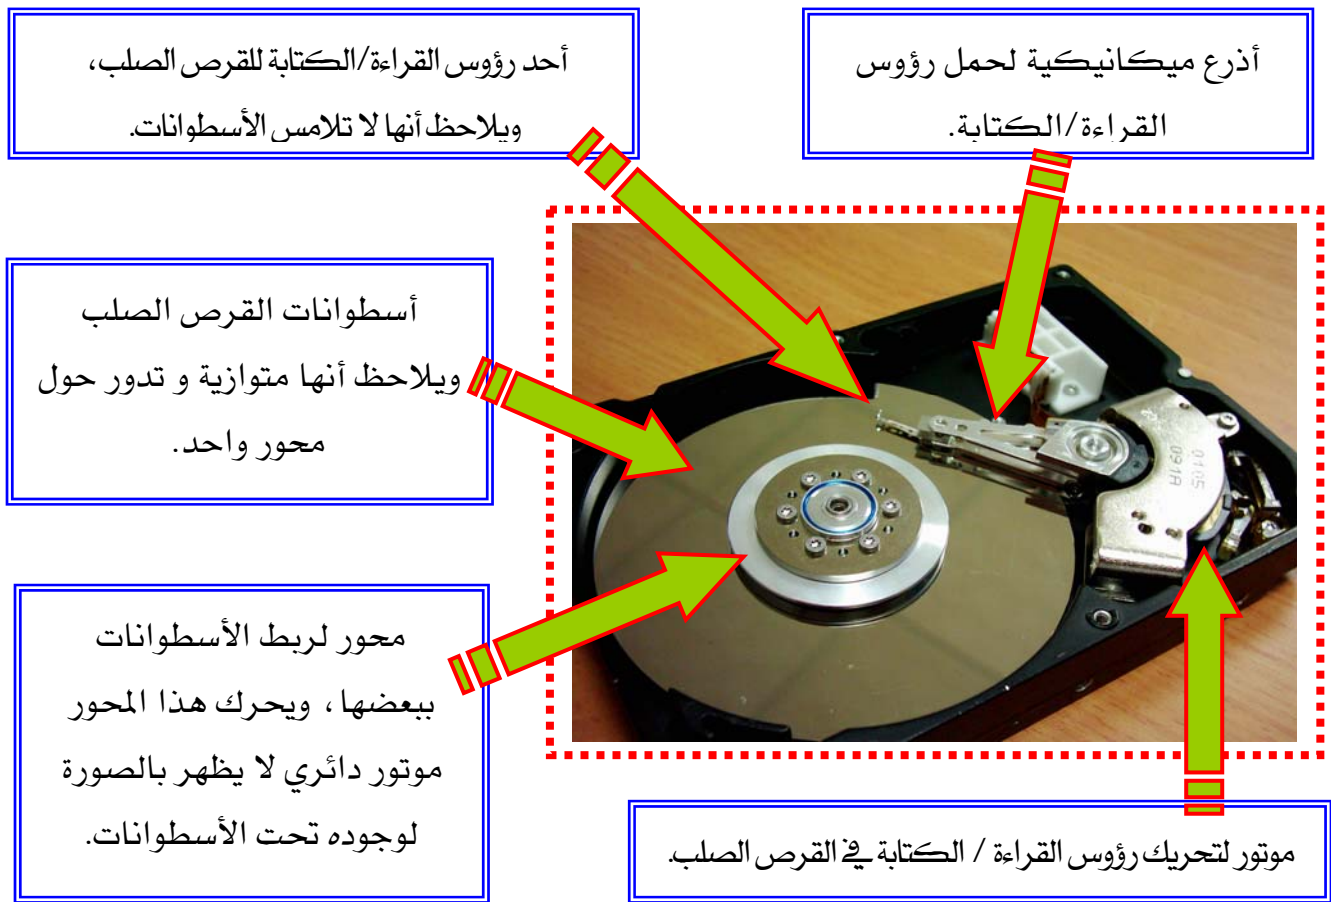 أذرع ميكانيكية لحمل رؤوس
القراءة/الكتابة.
أحد رؤوس القراءة/الكتابة للقرص الصلب،
ويلاحظ أنها لا تلامس الأسطوانات.
أسطوانات القرص الصلب
ويلاحظ أنها متوازية و تدور حول
محور واحد.
محور لربط الأسطوانات
ببعضها، ويحرك هذا المحور
موتور دائري لا يظهر بالصورة
لوجوده تحت الأسطوانات.
موتور لتحريك رؤوس القراءة / الكتابة في القرص الصلب.
0105
091A